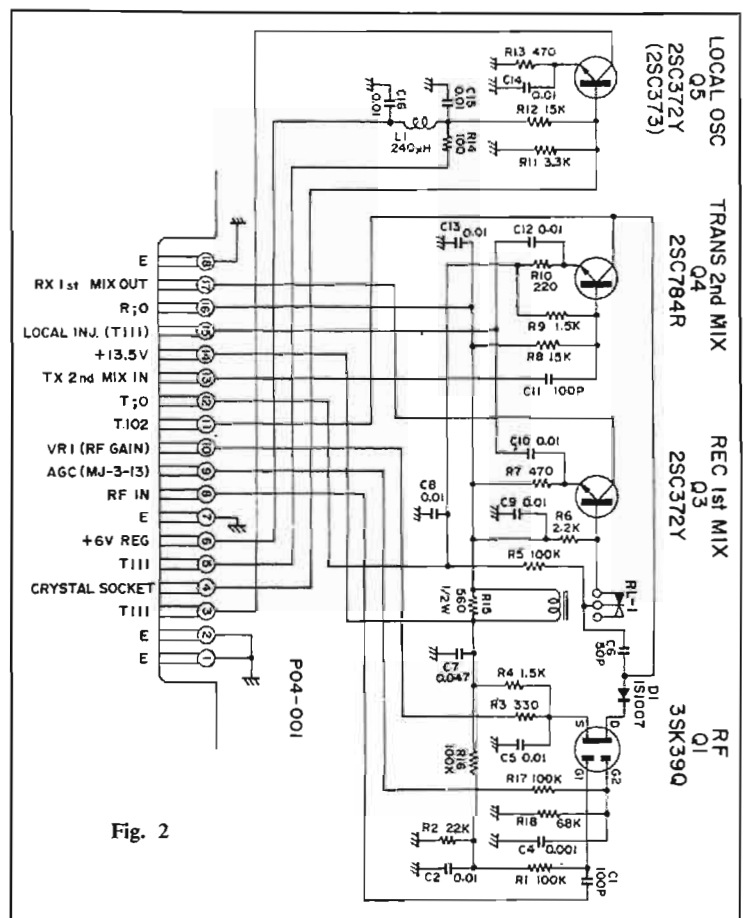 LOCAL OSC
Q5
2SC372Y
(2SC373)
R13 470
C14
0.01
R12 15K
R11 3.3K
C15
0.01
C16
0.01
L1
240μH
R14
100
TRANS 2nd MIX
Q4
2SC784R
C13
0.01
C12 0.01
R10
220
R9 1.5K
R8 15K
C11 100P
REC 1st MIX
Q3
2SC372Y
C10 0.01
R7 470
C8
0.01
C9 0.01
R6
2.2K
R5 100K
RL-1
R15
560
1/2W
C6
50P
D1
1S1007
RF
Q1
3SK39Q
C7
0.047
R4 1.5K
R3 330
C5 0.01
S
D
G1
G2
R16
100K
R17 100K
R18
68K
C4
0.001
R2 22K
C2
0.01
R1 100K
C1
100P
E 18
RX 1st MIX OUT 17
R;O 16
LOCAL INJ. (T111) 15
+13.5V 14
TX 2nd MIX IN 13
T;O 12
T.102 11
VR1 (RF GAIN) 10
AGC (MJ-3-13) 9
RF IN 8
E 7
+6V REG 6
T111 5
CRYSTAL SOCKET 4
T111 3
E 2
E 1
P04-001
Fig. 2